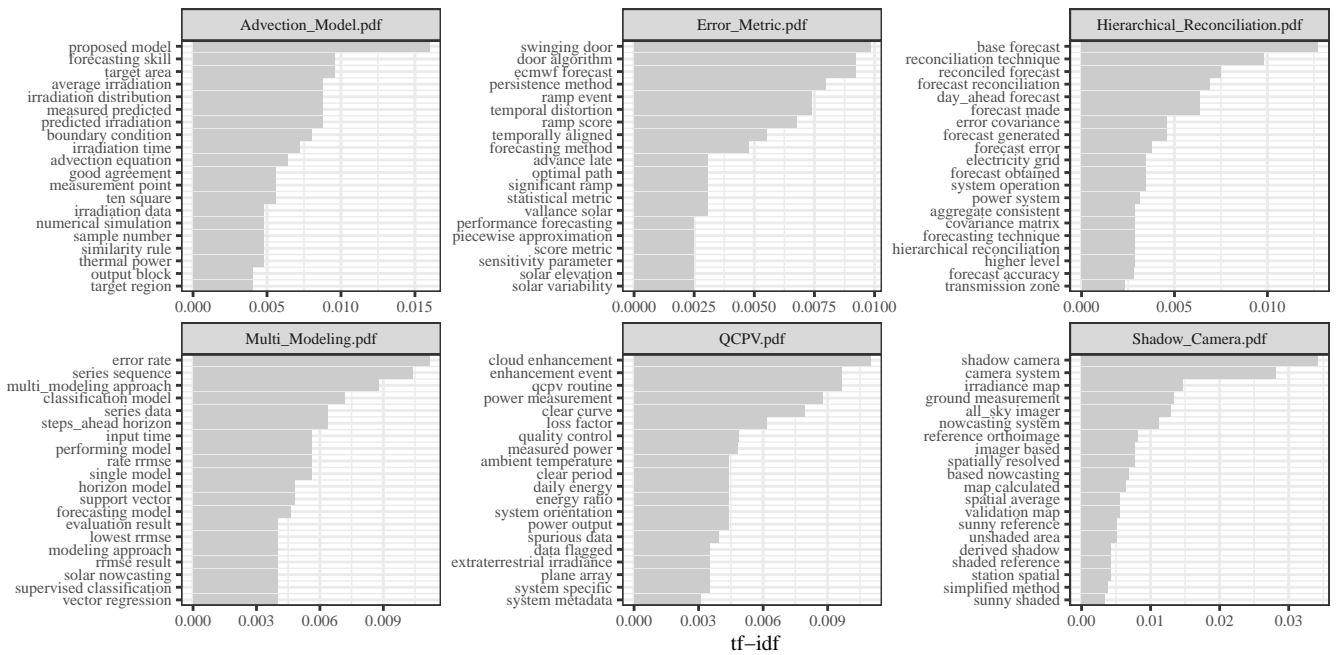 Advection_Model.pdf
proposed model
forecasting skill
target area
average irradiation
irradiation distribution
measured predicted
predicted irradiation
boundary condition
irradiation time
advection equation
good agreement
measurement point
ten square
irradiation data
numerical simulation
sample number
similarity rule
thermal power
output block
target region
0.000 0.005 0.010 0.015
Error_Metric.pdf
swinging door
door algorithm
ecmwf forecast
persistence method
ramp event
temporal distortion
ramp score
temporally aligned
forecasting method
advance late
optimal path
significant ramp
statistical metric
vallance solar
performance forecasting
piecewise approximation
score metric
sensitivity parameter
solar elevation
solar variability
0.0000 0.0025 0.0050 0.0075 0.0100
Hierarchical_Reconciliation.pdf
base forecast
reconciliation technique
reconciled forecast
forecast reconciliation
day_ahead forecast
forecast made
error covariance
forecast generated
forecast error
electricity grid
forecast obtained
system operation
power system
aggregate consistent
covariance matrix
forecasting technique
hierarchical reconciliation
higher level
forecast accuracy
transmission zone
0.000 0.005 0.010
Multi_Modeling.pdf
error rate
series sequence
multi_modeling approach
classification model
series data
steps_ahead horizon
input time
performing model
rate rrmse
single model
horizon model
support vector
forecasting model
evaluation result
lowest rrmse
modeling approach
rrmse result
solar nowcasting
supervised classification
vector regression
0.000 0.003 0.006 0.009
QCPV.pdf
cloud enhancement
enhancement event
qcpv routine
power measurement
clear curve
loss factor
quality control
measured power
ambient temperature
clear period
daily energy
energy ratio
system orientation
power output
spurious data
data flagged
extraterrestrial irradiance
plane array
system specific
system metadata
0.000 0.003 0.006 0.009
Shadow_Camera.pdf
shadow camera
camera system
irradiance map
ground measurement
all_sky imager
nowcasting system
reference orthoimage
imager based
spatially resolved
based nowcasting
map calculated
spatial average
validation map
sunny reference
unshaded area
derived shadow
shaded reference
station spatial
simplified method
sunny shaded
0.00 0.01 0.02 0.03
tf−idf